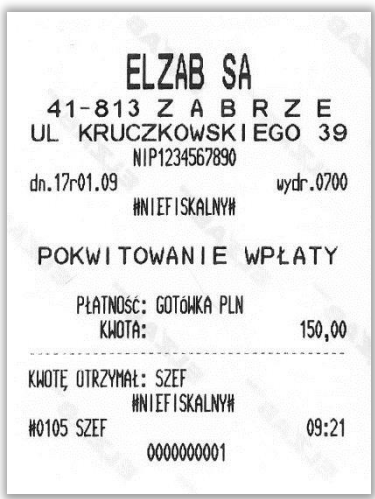 ELZAB SA
41-813 Z A B R Z E
UL KRUCZKOWSKIEGO 39
NIP1234567890
dn.17r01.09 wydr.0700
#NIEFISKALNY#
POKWITOWANIE WPŁATY
PŁATNOŚĆ: GOTÓWKA PLN
KWOTA: 150,00
KWOTĘ OTRZYMAŁ: SZEF
#NIEFISKALNY#
#0105 SZEF 09:21
0000000001